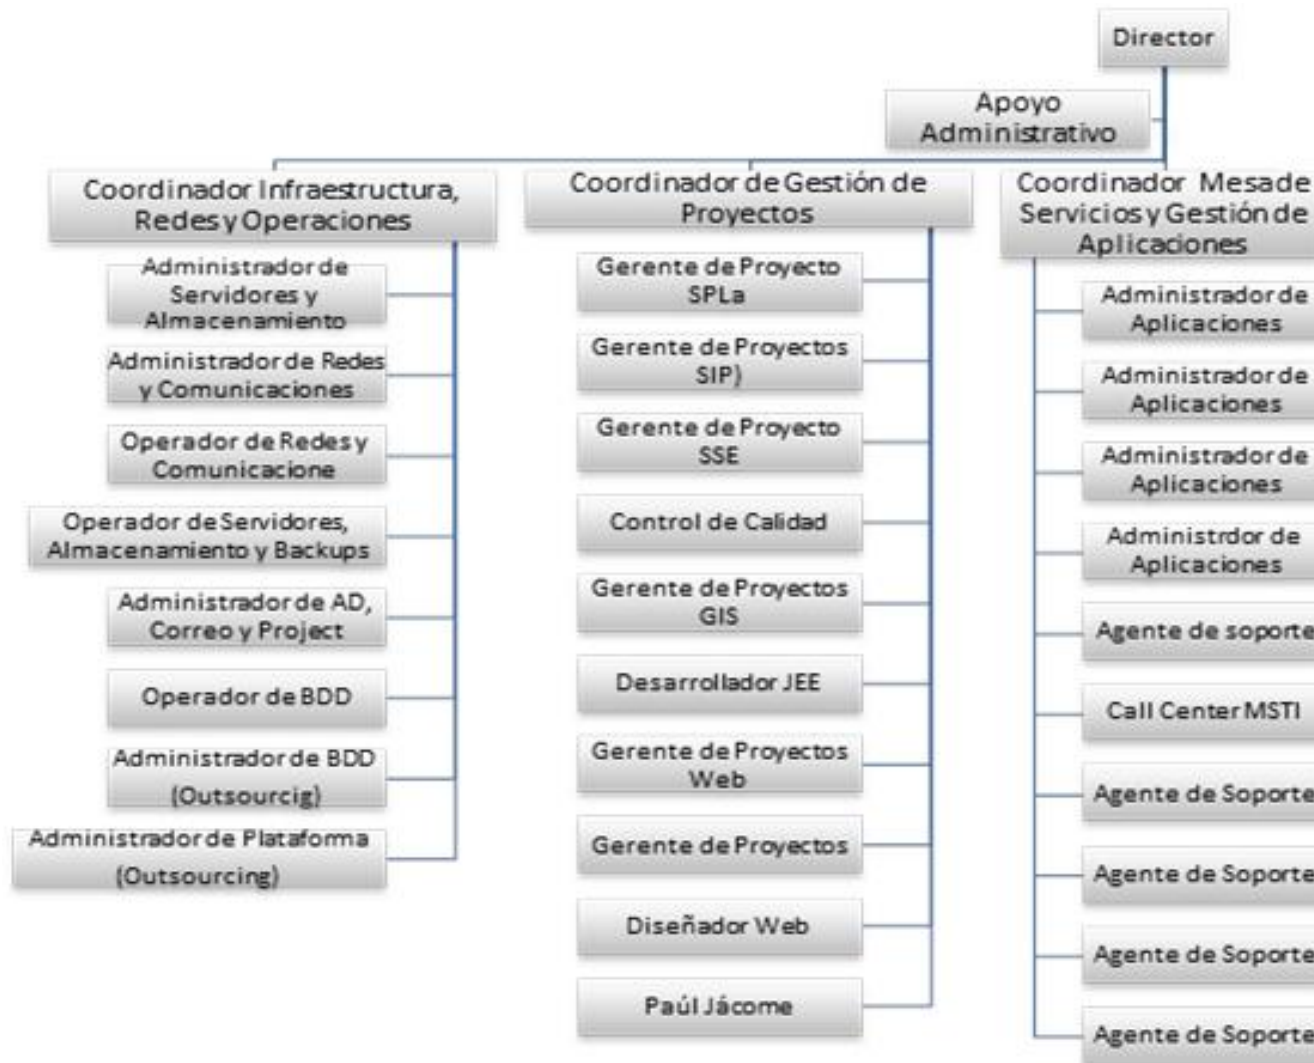 Director
Apoyo
Administrativo
Coordinador Infraestructura,
Redes y Operaciones
Administrador de
Servidores y
Almacenamiento
Administrador de Redes
y Comunicaciones
Operador de Redes y
Comunicacione
Operador de Servidores,
Almacenamiento y Backups
Administrador de AD,
Correo y Project
Operador de BDD
Administrador de BDD
(Outsourcig)
Administrador de Plataforma
(Outsourcing)
Coordinador de Gestión de
Proyectos
Gerente de Proyecto
SPLa
Gerente de Proyectos
SIP)
Gerente de Proyecto
SSE
Control de Calidad
Gerente de Proyectos
GIS
Desarrollador JEE
Gerente de Proyectos
Web
Gerente de Proyectos
Diseñador Web
Paúl Jácome
Coordinador Mesa de
Servicios y Gestión de
Aplicaciones
Administrador de
Aplicaciones
Administrador de
Aplicaciones
Administrador de
Aplicaciones
Administrdor de
Aplicaciones
Agente de soporte
Call Center MSTI
Agente de Soporte
Agente de Soporte
Agente de Soporte
Agente de Soporte